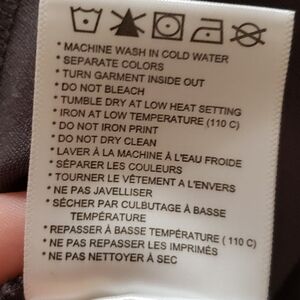 * MACHINE WASH IN COLD WATER
* SEPARATE COLORS
* TURN GARMENT INSIDE OUT
* DO NOT BLEACH
* TUMBLE DRY AT LOW HEAT SETTING
* IRON AT LOW TEMPERATURE (110 C)
* DO NOT IRON PRINT
* DO NOT DRY CLEAN
* LAVER À LA MACHINE À L'EAU FROIDE
* SÉPARER LES COULEURS
* TOURNER LE VÊTEMENT A L'ENVERS
* NE PAS JAVELLISER
* SÉCHER PAR CULBUTAGE À BASSE
TEMPÉRATURE
* REPASSER À BASSE TEMPÉRATURE ( 110 C)
* NE PAS REPASSER LES IMPRIMÉS
* NE PAS NETTOYER À SEC